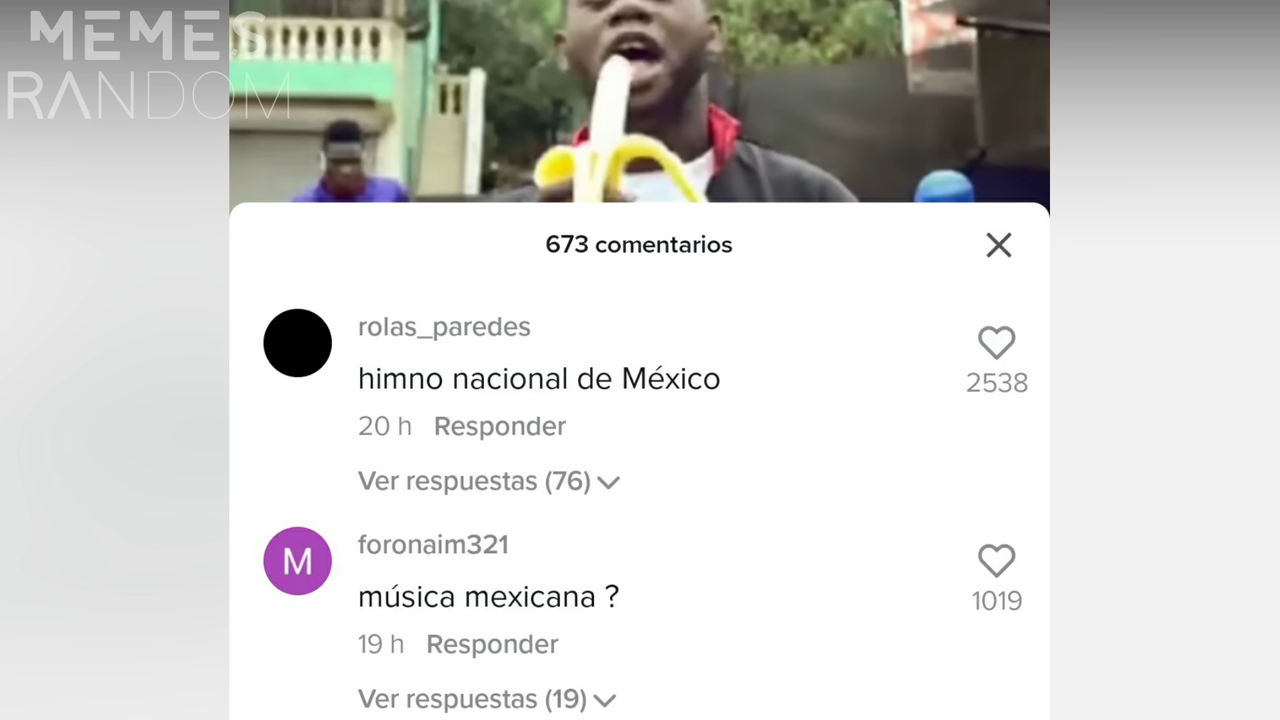 MEMES
RANDOM
673 comentarios
rolas_paredes
himno nacional de México
2538
20 h Responder
Ver respuestas (76)
M
foronaim321
música mexicana ?
1019
19 h Responder
Ver respuestas (19)